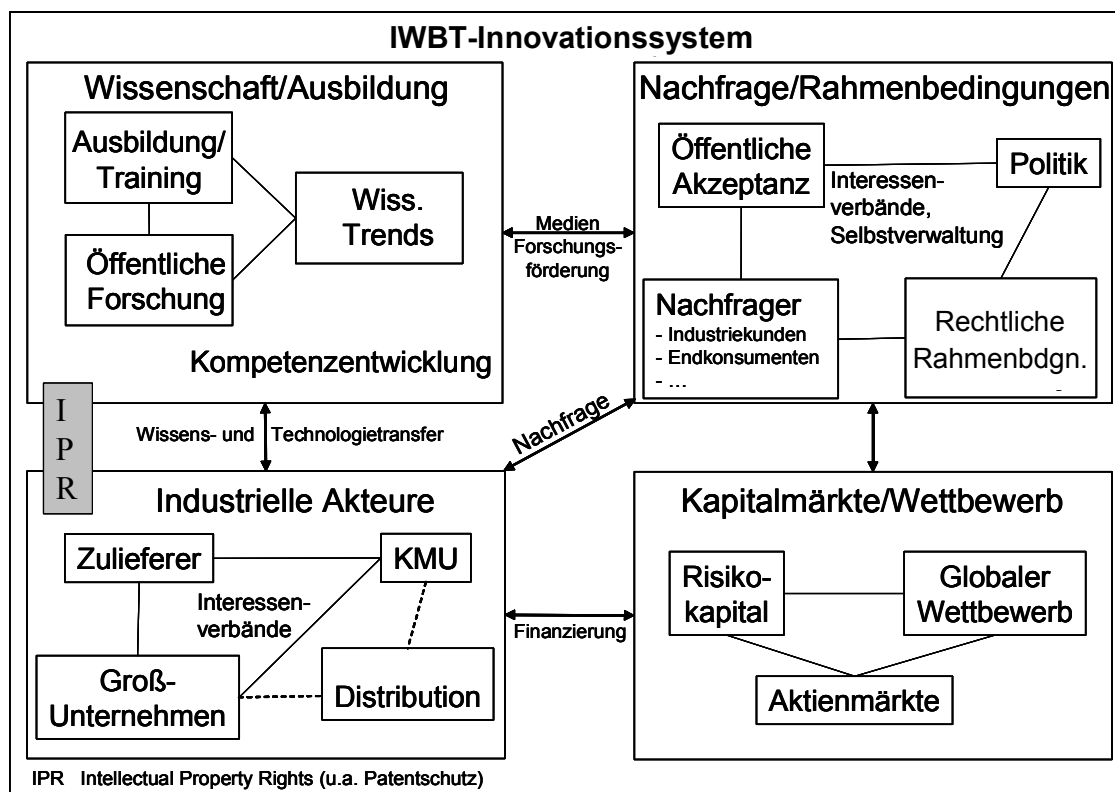 IWBT-Innovationssystem
Wissenschaft/Ausbildung
Ausbildung/
Training
Wiss.
Trends
Öffentliche
Forschung
Kompetenzentwicklung
Medien
Forschungs-
förderung
Nachfrage/Rahmenbedingungen
Öffentliche
Akzeptanz
Politik
Interessen-
verbände,
Selbstverwaltung
Nachfrager
- Industriekunden
- Endkonsumenten
- ...
Rechtliche
Rahmenbdgn.
I
P
R
Wissens- und Technologietransfer
Nachfrage
Industrielle Akteure
Zulieferer
KMU
Interessen-
verbände
Groß-
Unternehmen
Distribution
Finanzierung
Kapitalmärkte/Wettbewerb
Risiko-
kapital
Globaler
Wettbewerb
Aktienmärkte
IPR Intellectual Property Rights (u.a. Patentschutz)